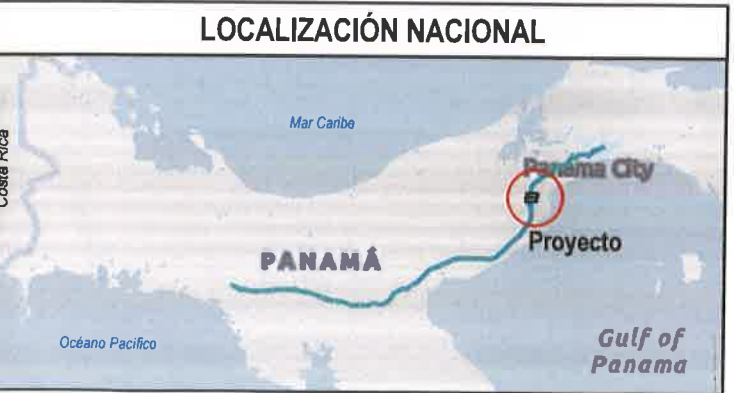 LOCALIZACIÓN NACIONAL
Mar Caribe
Costa Rica
Panama City
Proyecto
PANAMÁ
Océano Pacifico
Gulf of
Panama